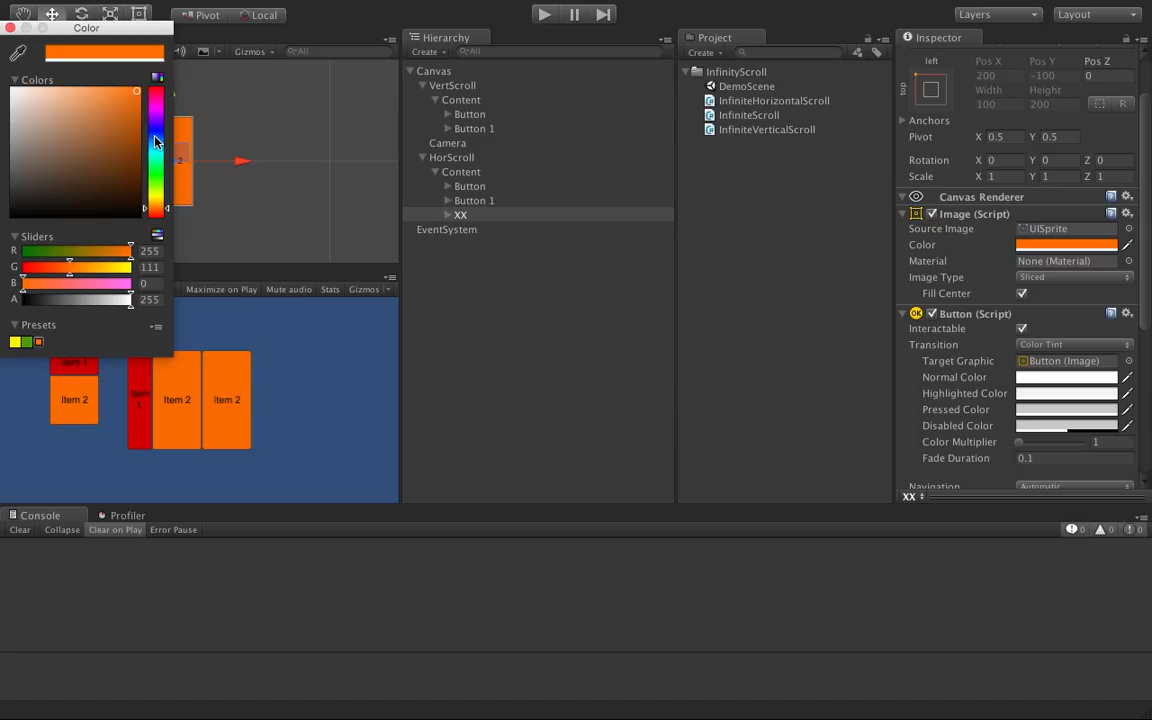 Pivot Local Layers Layout
Color
Colors
Sliders
R 255
G 111
B 0
A 255
Presets
Gizmos All
2
Maximize on Play Mute audio Stats Gizmos
Item 1
Item 2
Item 1
Item 2
Item 2
Hierarchy
Create All
Canvas
VertScroll
Content
Button
Button 1
Camera
HorScroll
Content
Button
Button 1
XX
EventSystem
Project
Create
InfinityScroll
DemoScene
InfiniteHorizontalScroll
InfiniteScroll
InfiniteVerticalScroll
Inspector
left Pos X Pos Y Pos Z
top 200 -100 0
Width Height
100 200 R
Anchors
Pivot X 0.5 Y 0.5
Rotation X 0 Y 0 Z 0
Scale X 1 Y 1 Z 1
Canvas Renderer
Image (Script)
Source Image UISprite
Color
Material None (Material)
Image Type Sliced
Fill Center
OK Button (Script)
Interactable
Transition Color Tint
Target Graphic Button (Image)
Normal Color
Highlighted Color
Pressed Color
Disabled Color
Color Multiplier 1
Fade Duration 0.1
Navigation Automatic
XX
Console Profiler
Clear Collapse Clear on Play Error Pause 0 0 0